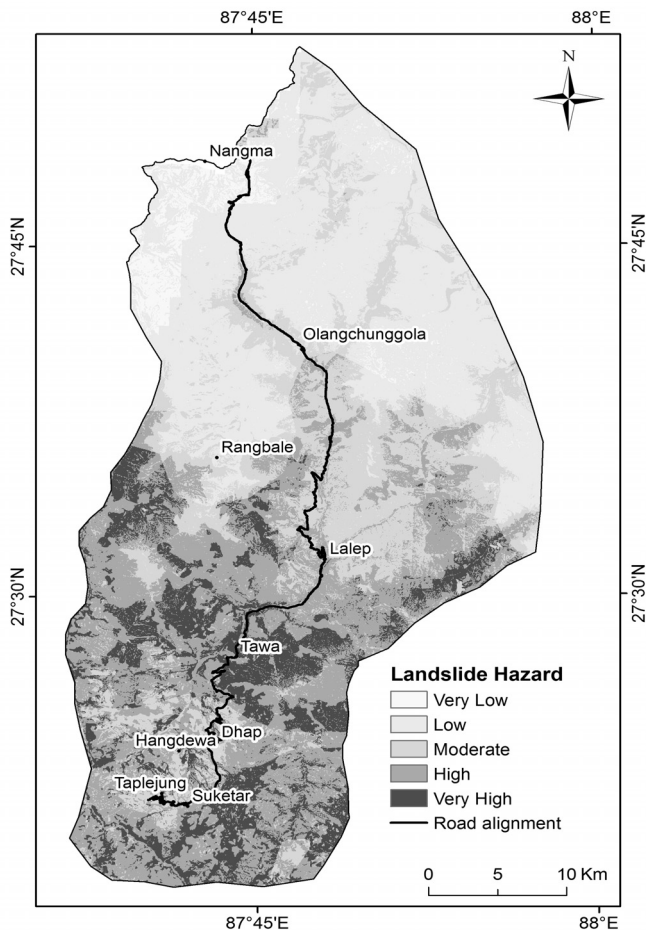 87°45'E
88°E
N
Nangma
27°45'N
27°45'N
Olangchunggola
Rangbale
Lalep
27°30'N
27°30'N
Tawa
Landslide Hazard
Very Low
Low
Moderate
High
Very High
Road alignment
Dhap
Hangdewa
Taplejung
Suketar
0 5 10 Km
87°45'E
88°E